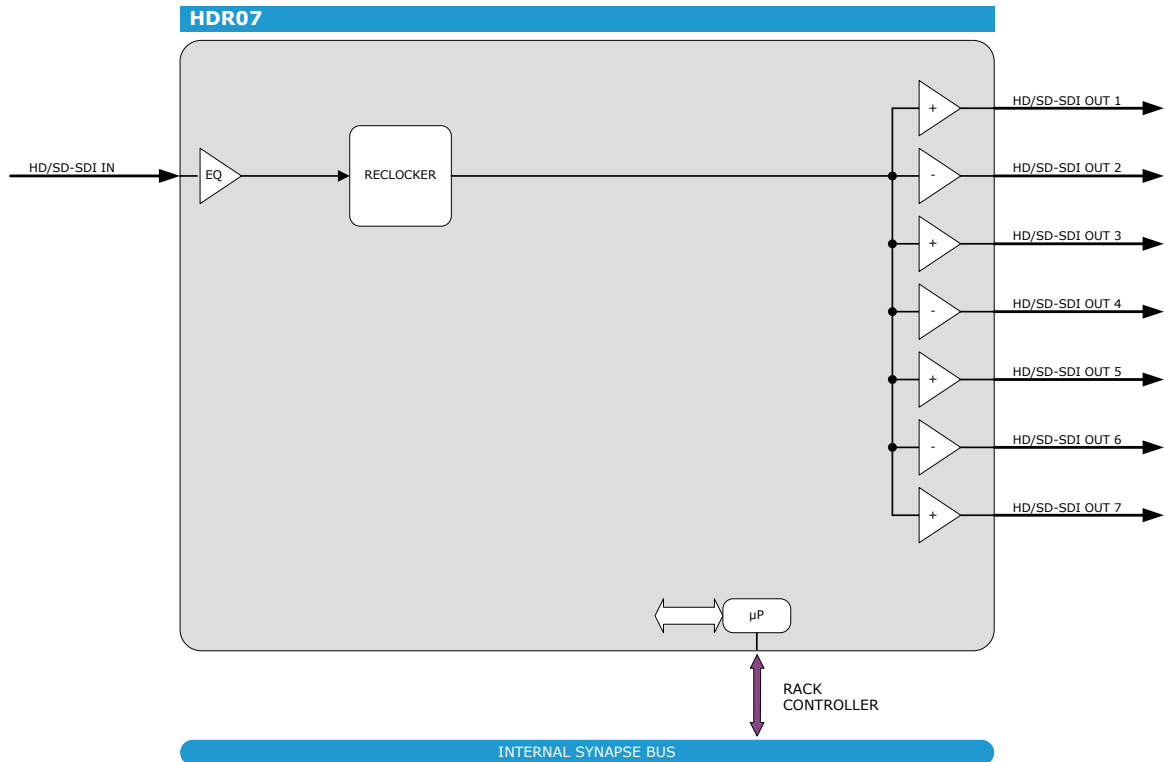 HDR07
+
HD/SD-SDI OUT 1
HD/SD-SDI IN
EQ
RECLOCKER
-
HD/SD-SDI OUT 2
+
HD/SD-SDI OUT 3
-
HD/SD-SDI OUT 4
+
HD/SD-SDI OUT 5
-
HD/SD-SDI OUT 6
+
HD/SD-SDI OUT 7
µP
RACK
CONTROLLER
INTERNAL SYNAPSE BUS